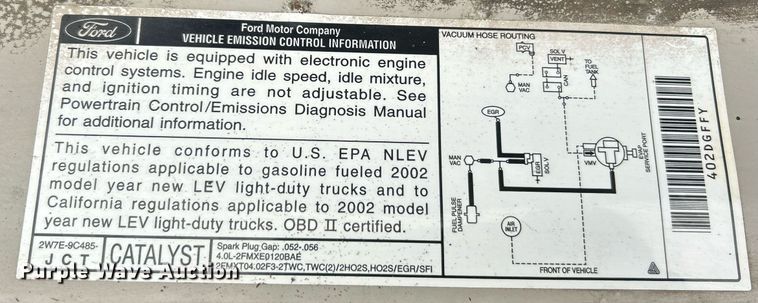 Ford
Ford Motor Company
VEHICLE EMISSION CONTROL INFORMATION
This vehicle is equipped with electronic engine
control systems. Engine idle speed, idle mixture,
and ignition timing are not adjustable. See
Powertrain Control/Emissions Diagnosis Manual
for additional information.
This vehicle conforms to U.S. EPA NLEV
regulations applicable to gasoline fueled 2002
model year new LEV light-duty trucks and to
California regulations applicable to 2002 model
year new LEV light-duty trucks. OBD II certified.
2W7E-9C485-
JCT
CATALYST
Spark Plug Gap: .052-.056
4.0L-2FMXE0120BAE
2FMXT04.02F3-2TWC,TWC(2)/2HO2S,HO2S/EGR/SFI
VACUUM HOSE ROUTING
PCV
SOL V
VENT
TO
FUEL
TANK
MAN
VAC
CAN
EGR
MAN
VAC
EGR
SOL V
VMV
EVAP
SERVICE PORT
FUEL PULSE
DAMPENER
AIR
INLET
FRONT OF VEHICLE
402DGFFY
Purple Wave Auction